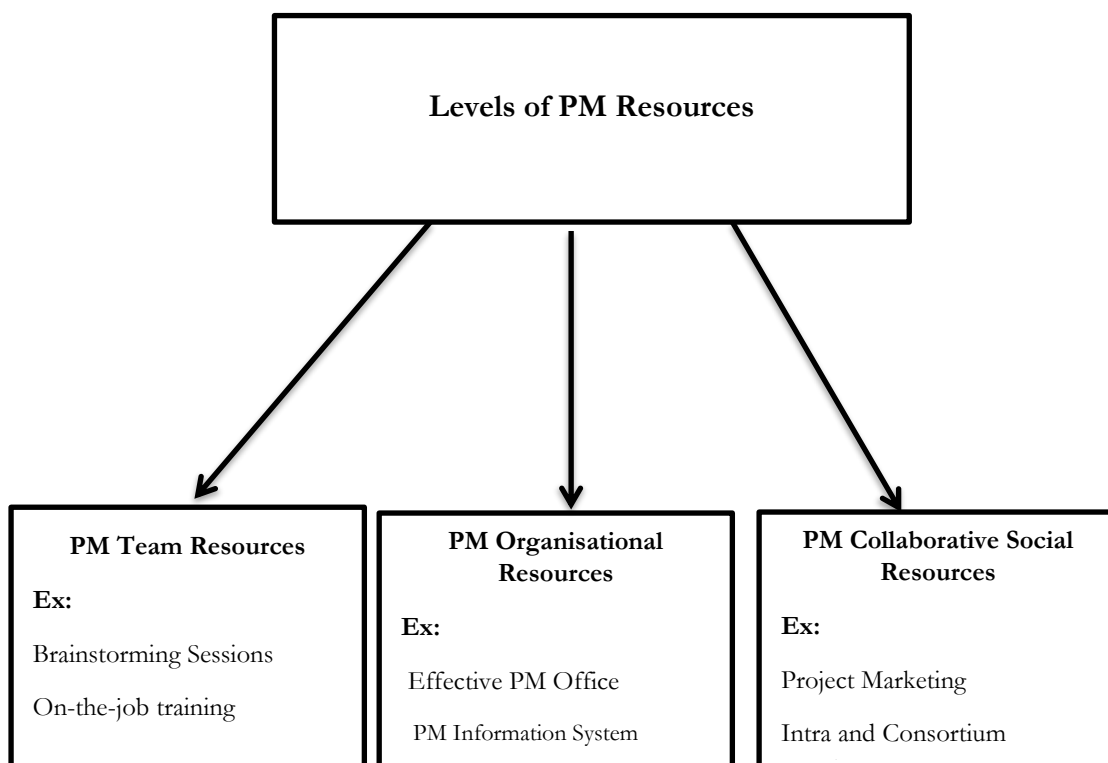 Levels of PM Resources
PM Team Resources
Ex:
Brainstorming Sessions
On-the-job training
PM Organisational
Resources
Ex:
Effective PM Office
PM Information System
PM Collaborative Social
Resources
Ex:
Project Marketing
Intra and Consortium